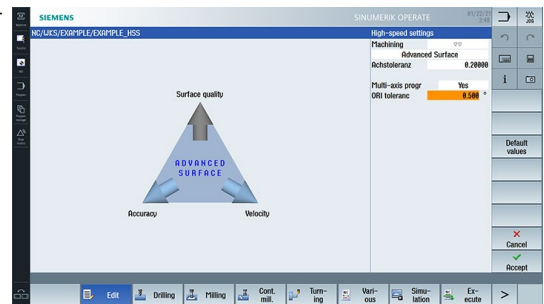 SIEMENS
SINUMERIK OPERATE
JOG
NC/WKS/EXAMPLE/EXAMPLE_HSS
High-speed settings
Machining ▽▽
Advanced Surface
Achstoleranz 0.20000
Multi-axis progr Yes
ORI toleranc 0.500 °
Surface quality
ADVANCED
SURFACE
Accuracy
Velocity
i
Default
values
Cancel
Accept
Edit
Drilling
Milling
Cont.
mill.
Turn-
ing
Vari-
ous
Simu-
lation
Ex-
ecute